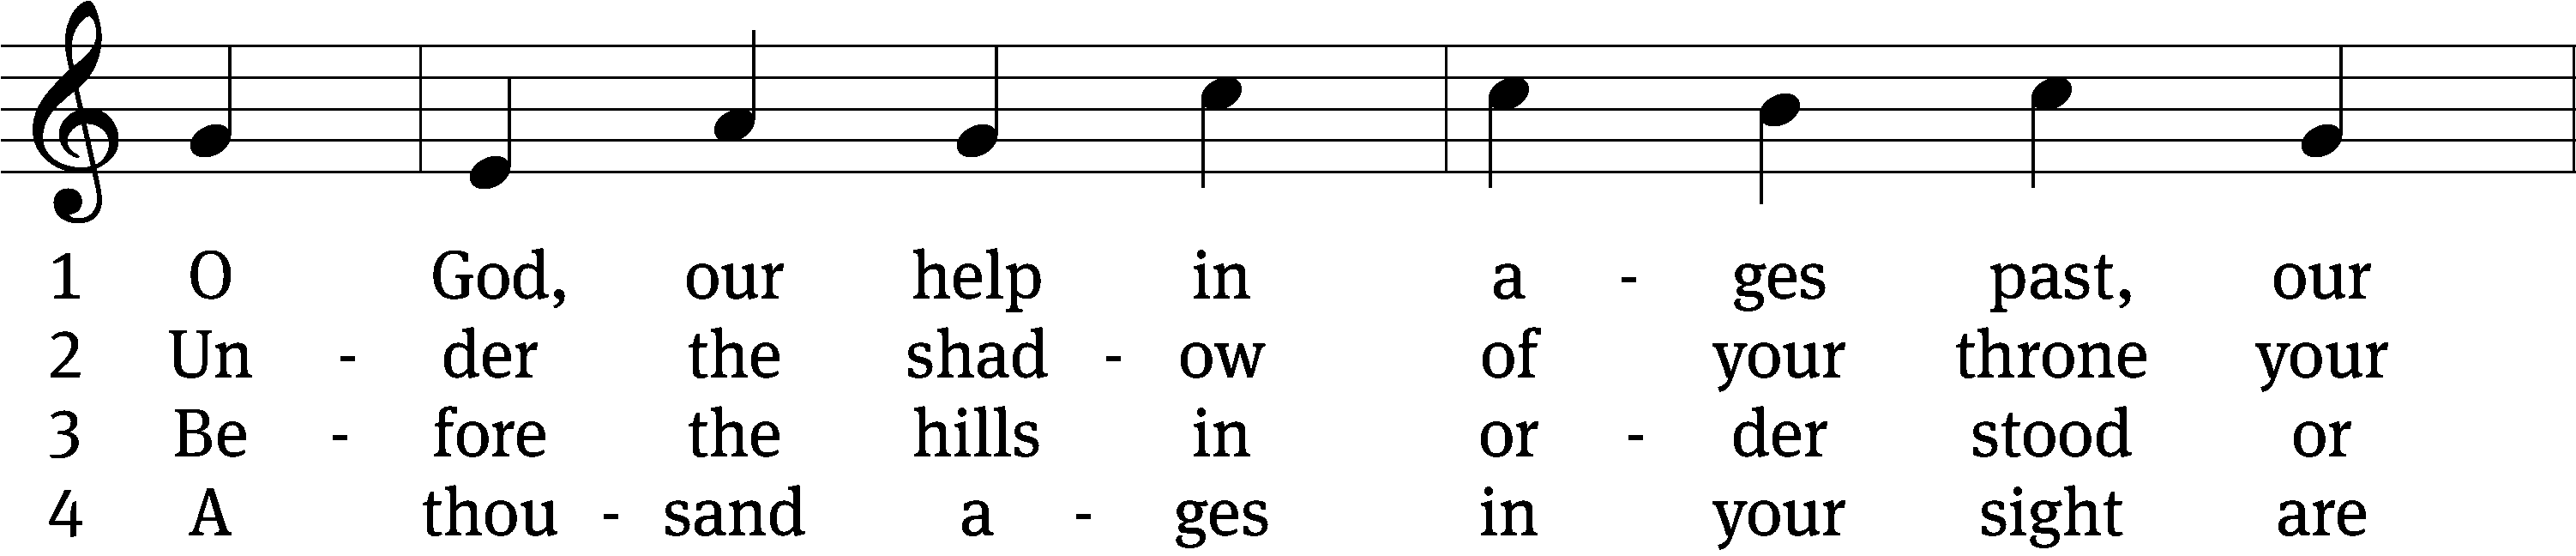 1 O God, our help in a - ges past, our
2 Un - der the shad - ow of your throne your
3 Be - fore the hills in or - der stood or
4 A thou - sand a - ges in your sight are